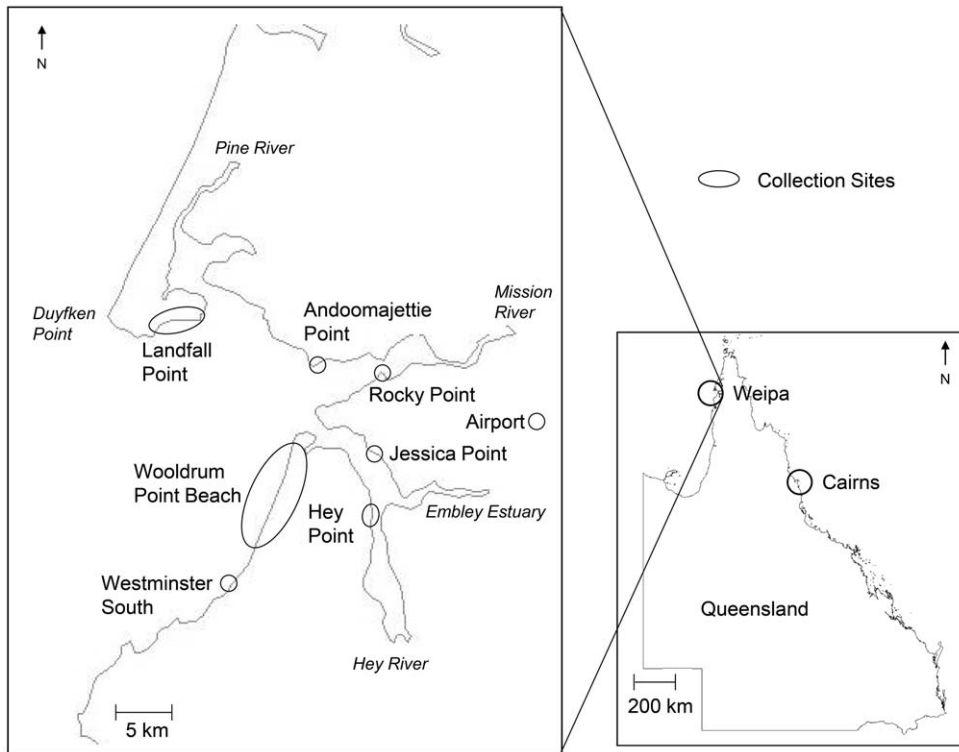 N
Pine River
Collection Sites
Duyfken
Point
Landfall
Point
Andoomajettie
Point
Mission
River
Rocky Point
Airport
Jessica Point
Wooldrum
Point Beach
Hey
Point
Embley Estuary
Westminster
South
Hey River
5 km
N
Weipa
Cairns
Queensland
200 km